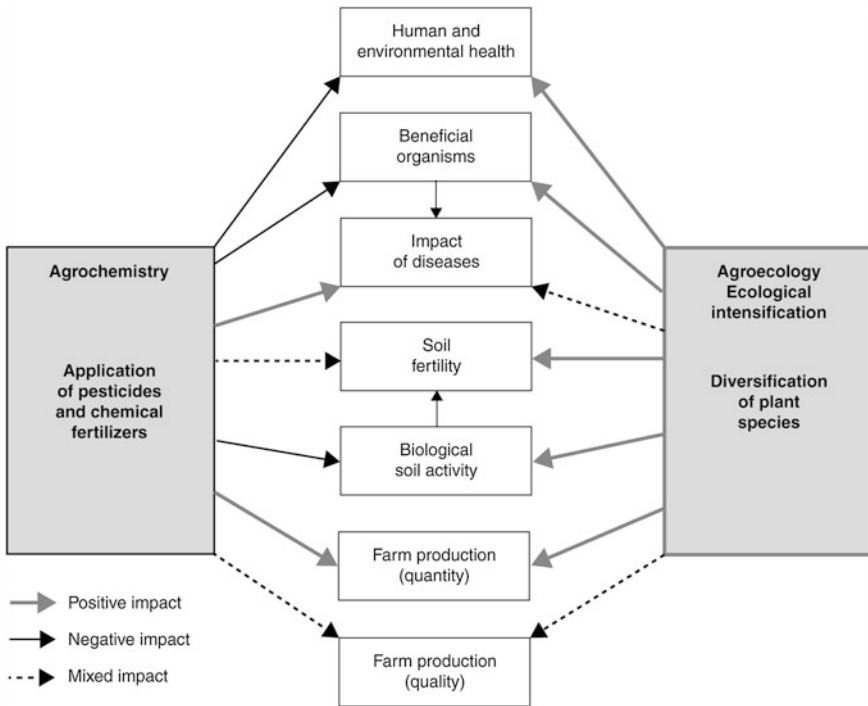 Human and
environmental health
Beneficial
organisms
Impact
of diseases
Soil
fertility
Biological
soil activity
Farm production
(quantity)
Farm production
(quality)
Agrochemistry
Application
of pesticides
and chemical
fertilizers
Agroecology
Ecological
intensification
Diversification
of plant
species
Positive impact
Negative impact
Mixed impact